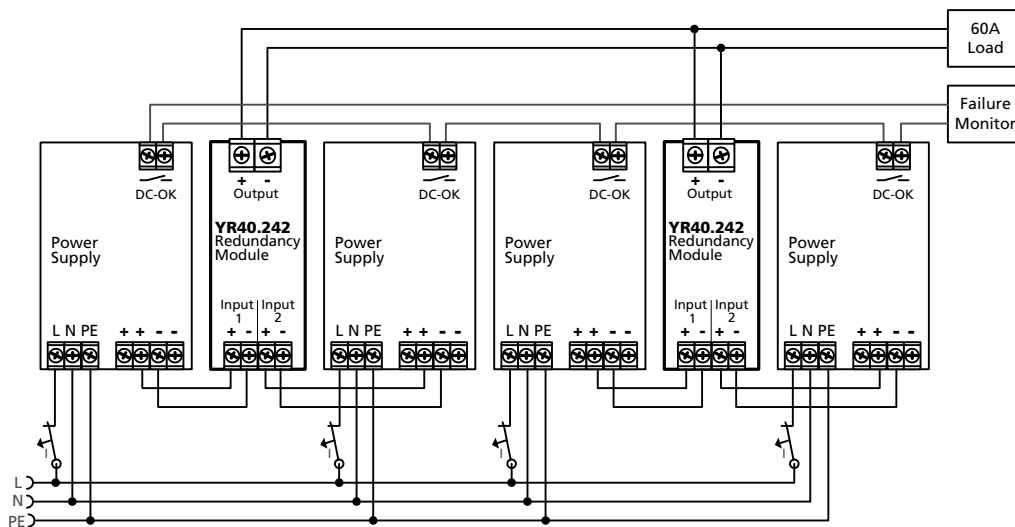 60A
Load
Failure
Monitor
DC-OK
+ -
Output
YR40.242
Redundancy
Module
Input 1
Input 2
+ - + -
Power
Supply
L N PE
+ + - -
DC-OK
Power
Supply
L N PE
+ + - -
DC-OK
Power
Supply
L N PE
+ + - -
+ -
Output
YR40.242
Redundancy
Module
Input 1
Input 2
+ - + -
DC-OK
Power
Supply
L N PE
+ + - -
I
I
I
I
L
N
PE